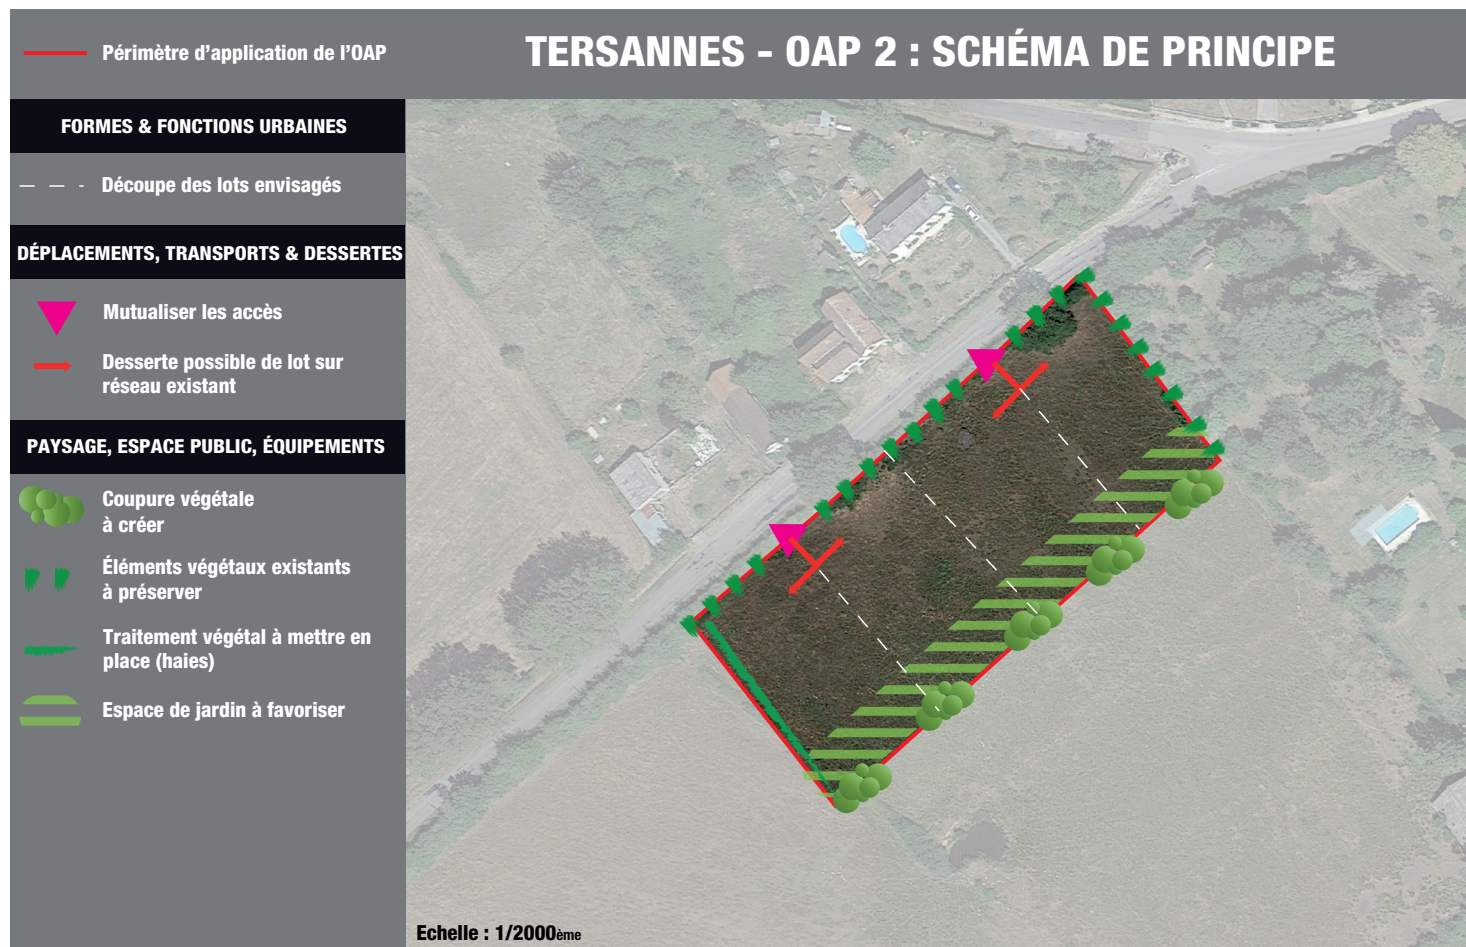 Périmètre d’application de l’OAP
TERSANNES - OAP 2 : SCHÉMA DE PRINCIPE
FORMES & FONCTIONS URBAINES
Découpe des lots envisagés
DÉPLACEMENTS, TRANSPORTS & DESSERTES
Mutualiser les accès
Desserte possible de lot sur
réseau existant
PAYSAGE, ESPACE PUBLIC, ÉQUIPEMENTS
Coupure végétale
à créer
Éléments végétaux existants
à préserver
Traitement végétal à mettre en
place (haies)
Espace de jardin à favoriser
Echelle : 1/2000ème